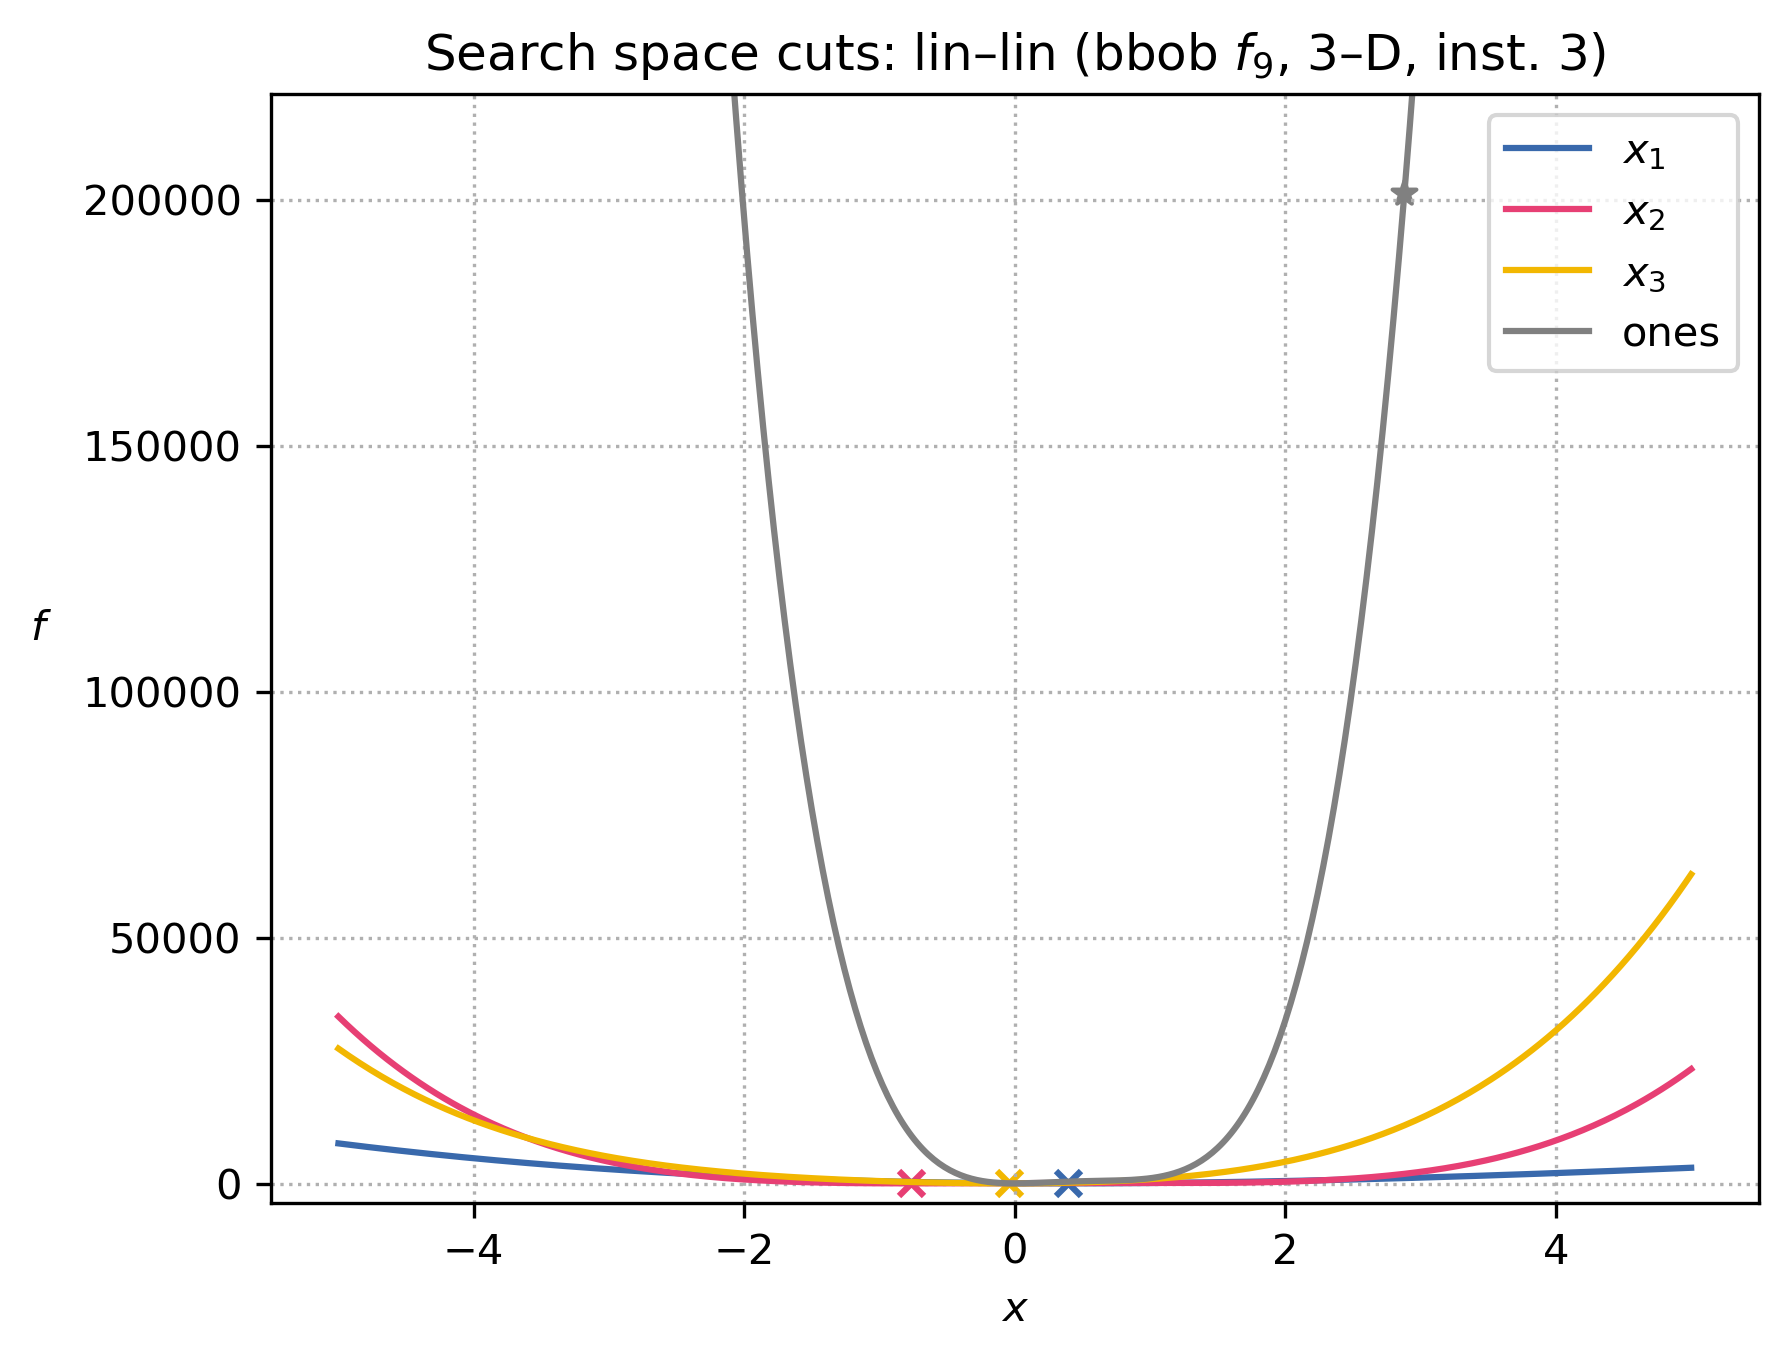 Search space cuts: lin–lin (bbob f₉, 3–D, inst. 3)
x₁
x₂
x₃
ones
200000
150000
100000
50000
0
f
−4 −2 0 2 4
x